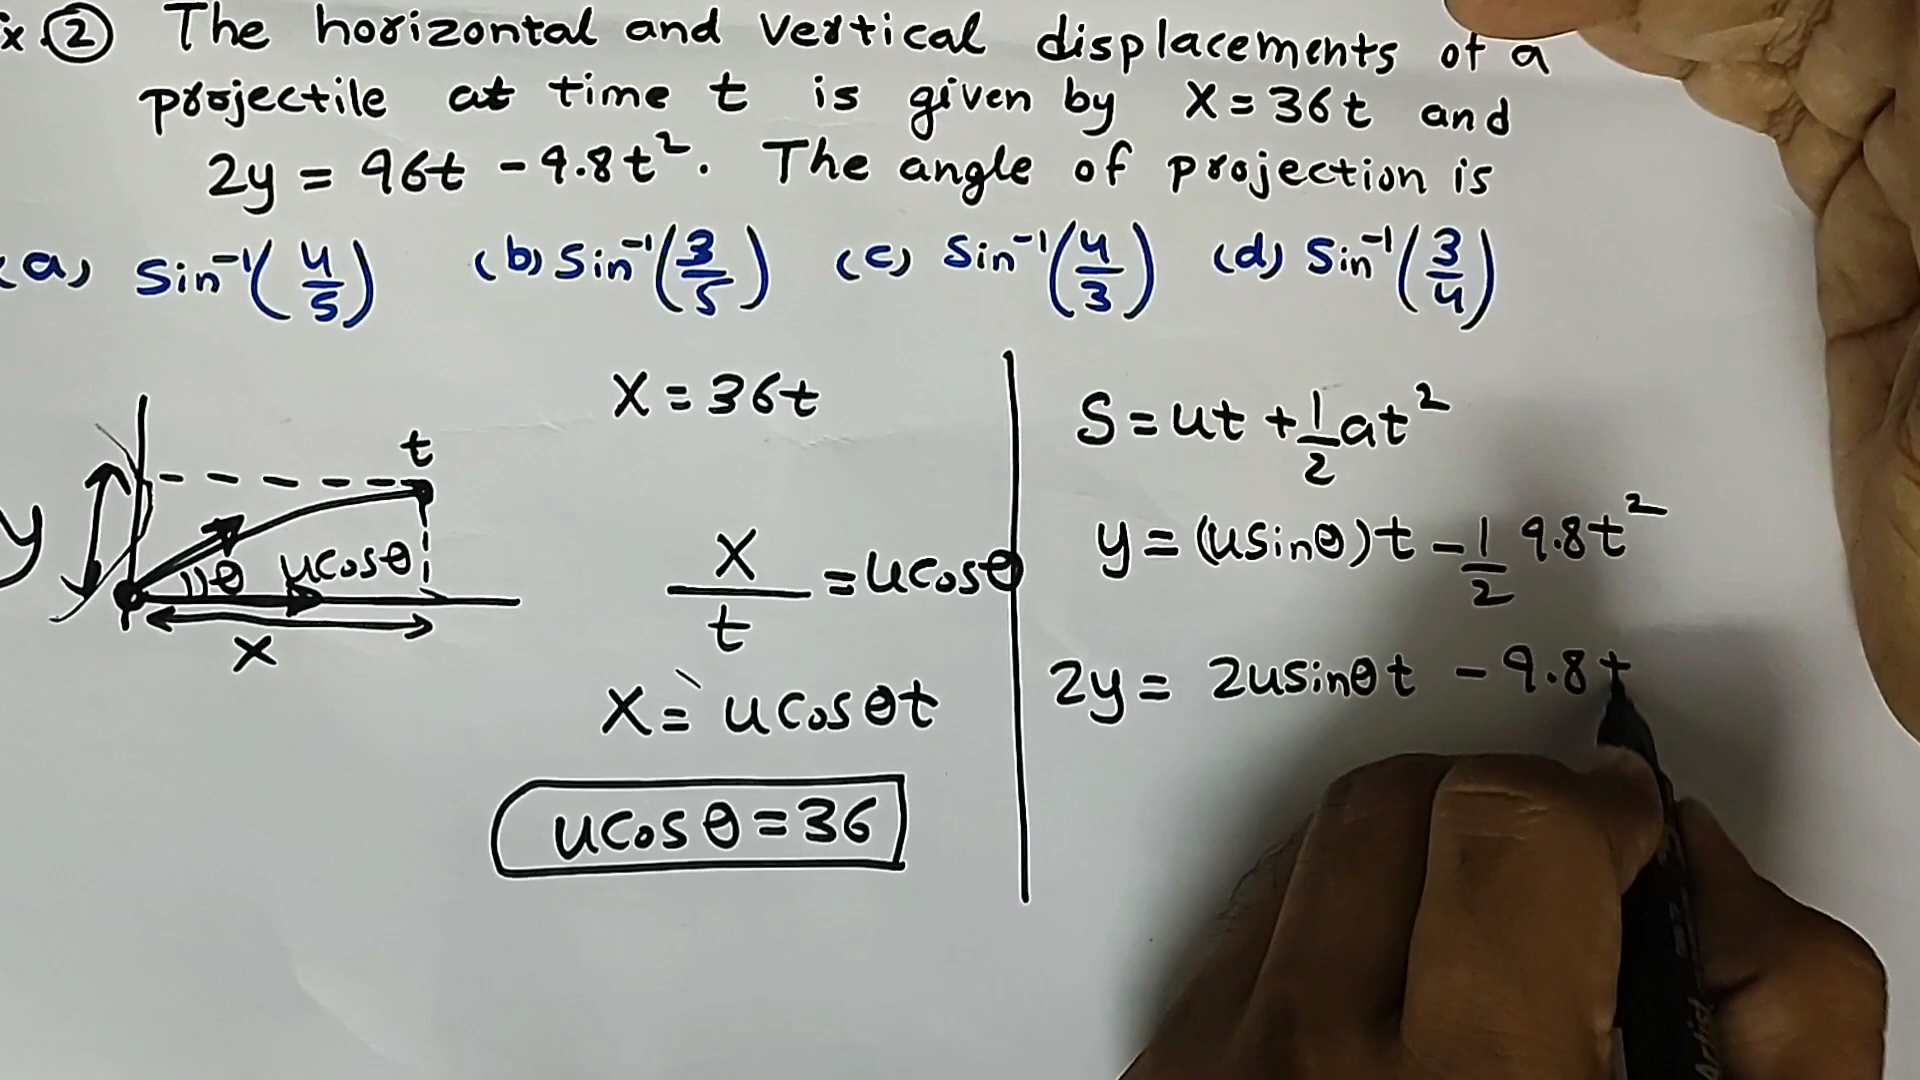 x. ② The horizontal and vertical displacements of a
projectile at time t is given by X = 36t and
2y = 96t - 9.8t². The angle of projection is
(a) Sin⁻¹(4/5) (b) Sin⁻¹(3/5) (c) Sin⁻¹(4/3) (d) Sin⁻¹(3/4)
t
y
θ ucosθ
x
X = 36t
X/t = ucosθ
X = ucosθt
ucosθ = 36
S = ut + 1/2 at²
y = (usinθ)t - 1/2 9.8t²
2y = 2usinθt - 9.8t